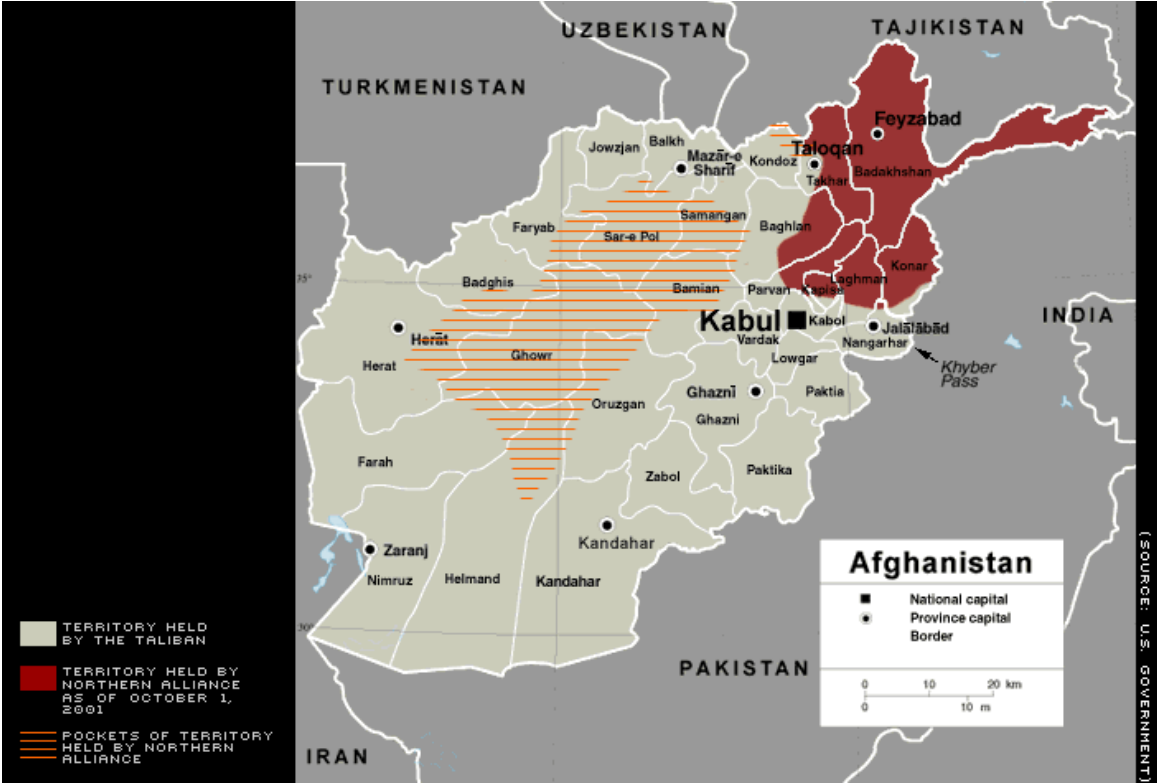 UZBEKISTAN
TAJIKISTAN
TURKMENISTAN
Feyzabad
Jowzjan
Balkh
Mazār-e
Sharīf
Kondoz
Taloqan
Takhar
Badakhshan
Faryab
Samangan
Sar-e Pol
Baghlan
Konar
Laghman
35°
Badghis
Bamian
Parvan
Kapise
INDIA
Kabul
Kabol
Jalālābād
Herāt
Vardak
Nangarhar
Herat
Ghowr
Lowgar
Khyber
Pass
Ghaznī
Paktia
Oruzgan
Ghazni
Farah
Zabol
Paktika
Kandahar
Zaranj
Nimruz
Helmand
Kandahar
30°
PAKISTAN
IRAN
Afghanistan
National capital
Province capital
Border
0 10 20 km
0 10 m
TERRITORY HELD
BY THE TALIBAN
TERRITORY HELD BY
NORTHERN ALLIANCE
AS OF OCTOBER 1,
2001
POCKETS OF TERRITORY
HELD BY NORTHERN
ALLIANCE
(SOURCE: U.S. GOVERNMENT)